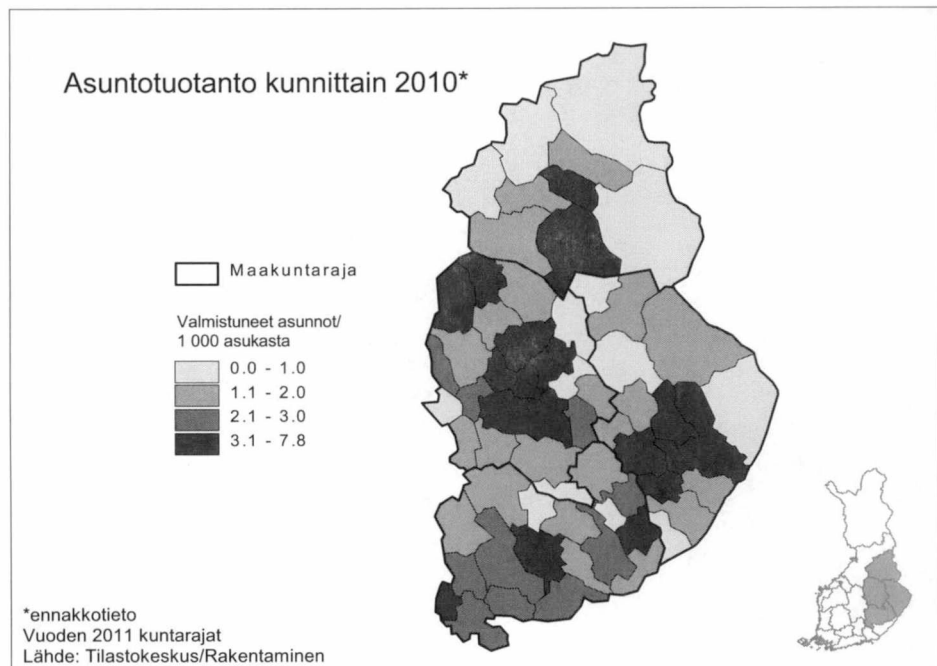 Asuntotuotanto kunnittain 2010*
Maakuntaraja
Valmistuneet asunnot/
1 000 asukasta
0.0 - 1.0
1.1 - 2.0
2.1 - 3.0
3.1 - 7.8
*ennakkotieto
Vuoden 2011 kuntarajat
Lähde: Tilastokeskus/Rakentaminen